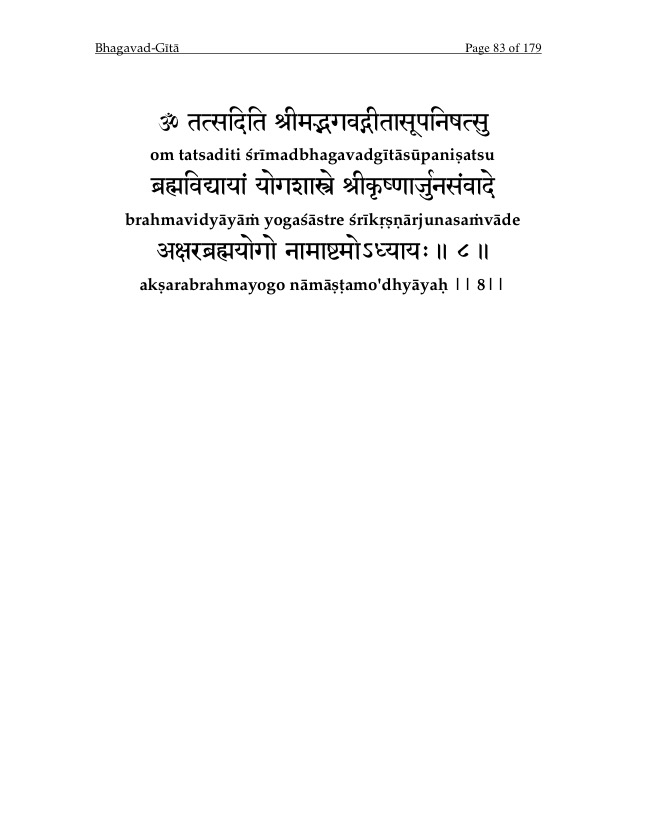 Bhagavad-Gītā Page 83 of 179
ॐ तत्सदिति श्रीमद्भगवद्गीतासूपनिषत्सु
om tatsaditi śrīmadbhagavadgītāsūpaniṣatsu
ब्रह्मविद्यायां योगशास्त्रे श्रीकृष्णार्जुनसंवादे
brahmavidyāyāṁ yogaśāstre śrīkṛṣṇārjunasaṁvāde
अक्षरब्रह्मयोगो नामाष्टमोऽध्यायः ॥ ८ ॥
akṣarabrahmayogo nāmāṣṭamo'dhyāyaḥ || 8||